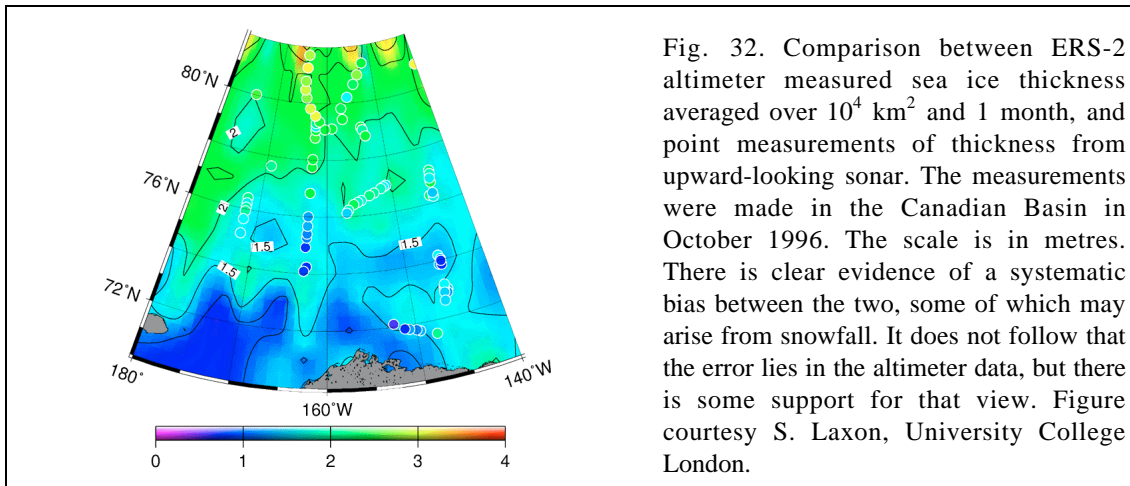 80°N
76°N
72°N
180°
160°W
140°W
2
2
1.5
1.5
1.5
0 1 2 3 4
Fig. 32. Comparison between ERS-2
altimeter measured sea ice thickness
averaged over 10⁴ km² and 1 month, and
point measurements of thickness from
upward-looking sonar. The measurements
were made in the Canadian Basin in
October 1996. The scale is in metres.
There is clear evidence of a systematic
bias between the two, some of which may
arise from snowfall. It does not follow that
the error lies in the altimeter data, but there
is some support for that view. Figure
courtesy S. Laxon, University College
London.